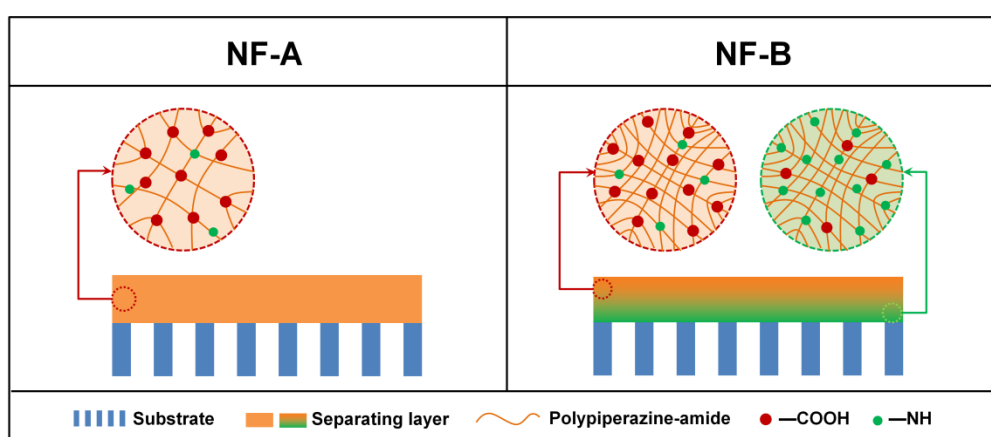 NF-A
NF-B
Substrate
Separating layer
Polypiperazine-amide
—COOH
—NH